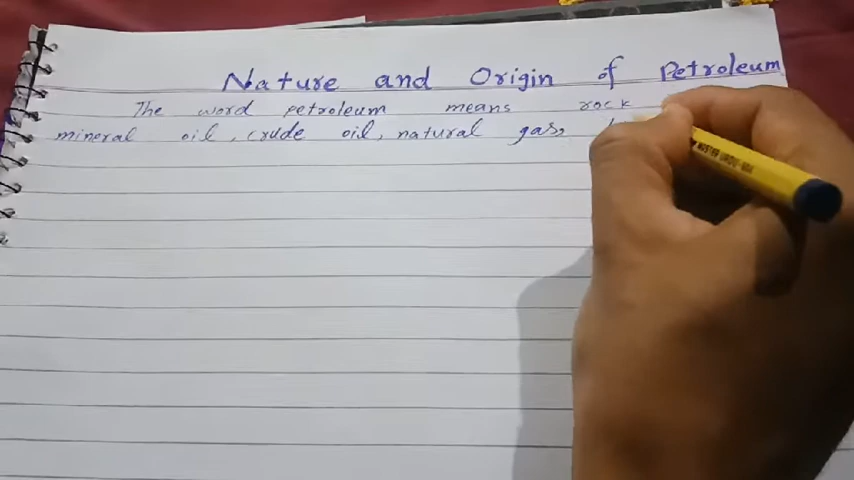 Nature and Origin of Petroleum
The word petroleum means rock
mineral oil, crude oil, natural gas,